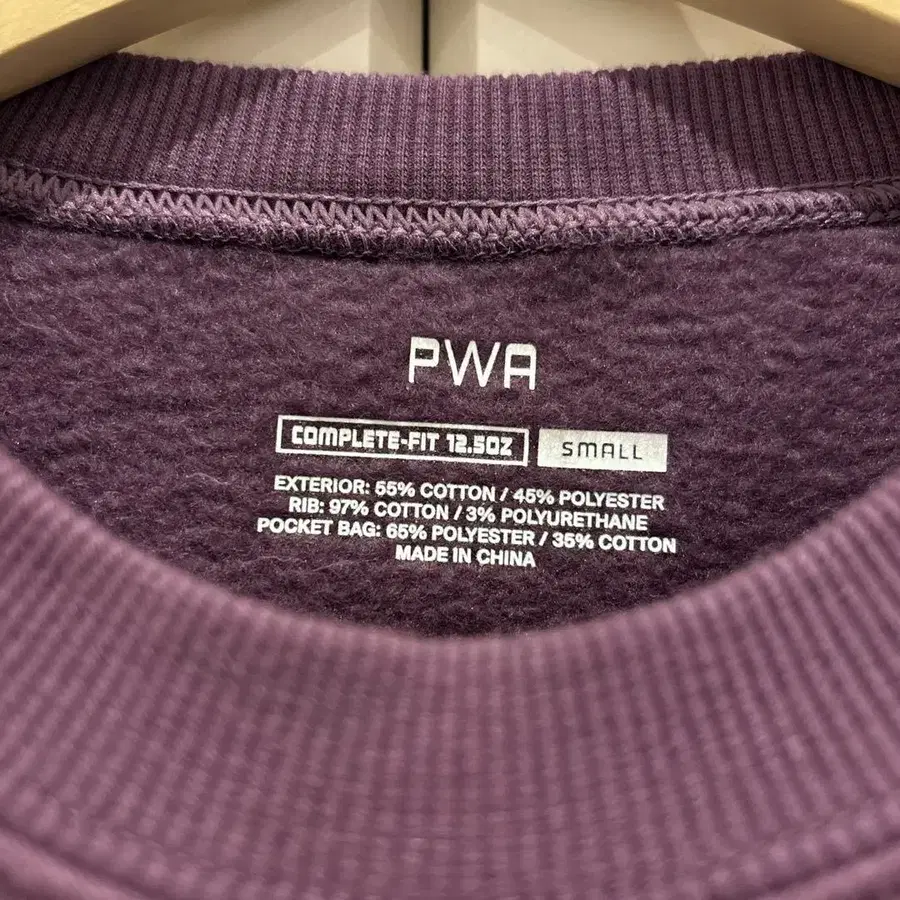 PWA
COMPLETE-FIT 12.5OZ SMALL
EXTERIOR: 55% COTTON / 45% POLYESTER
RIB: 97% COTTON / 3% POLYURETHANE
POCKET BAG: 65% POLYESTER / 35% COTTON
MADE IN CHINA